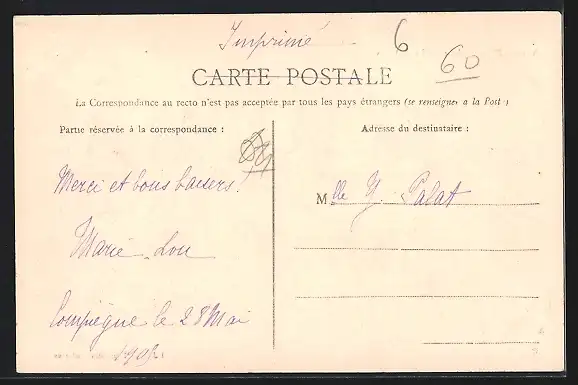 Imprimé
6
60
CARTE POSTALE
La Correspondance au recto n'est pas acceptée par tous les pays étrangers (se renseigner à la Post )
Partie réservée à la correspondance :
Adresse du destinataire :
Merci et bons baisers!
Marie-Lou
Compiègne le 28 Mai
Mlle Y. Palat